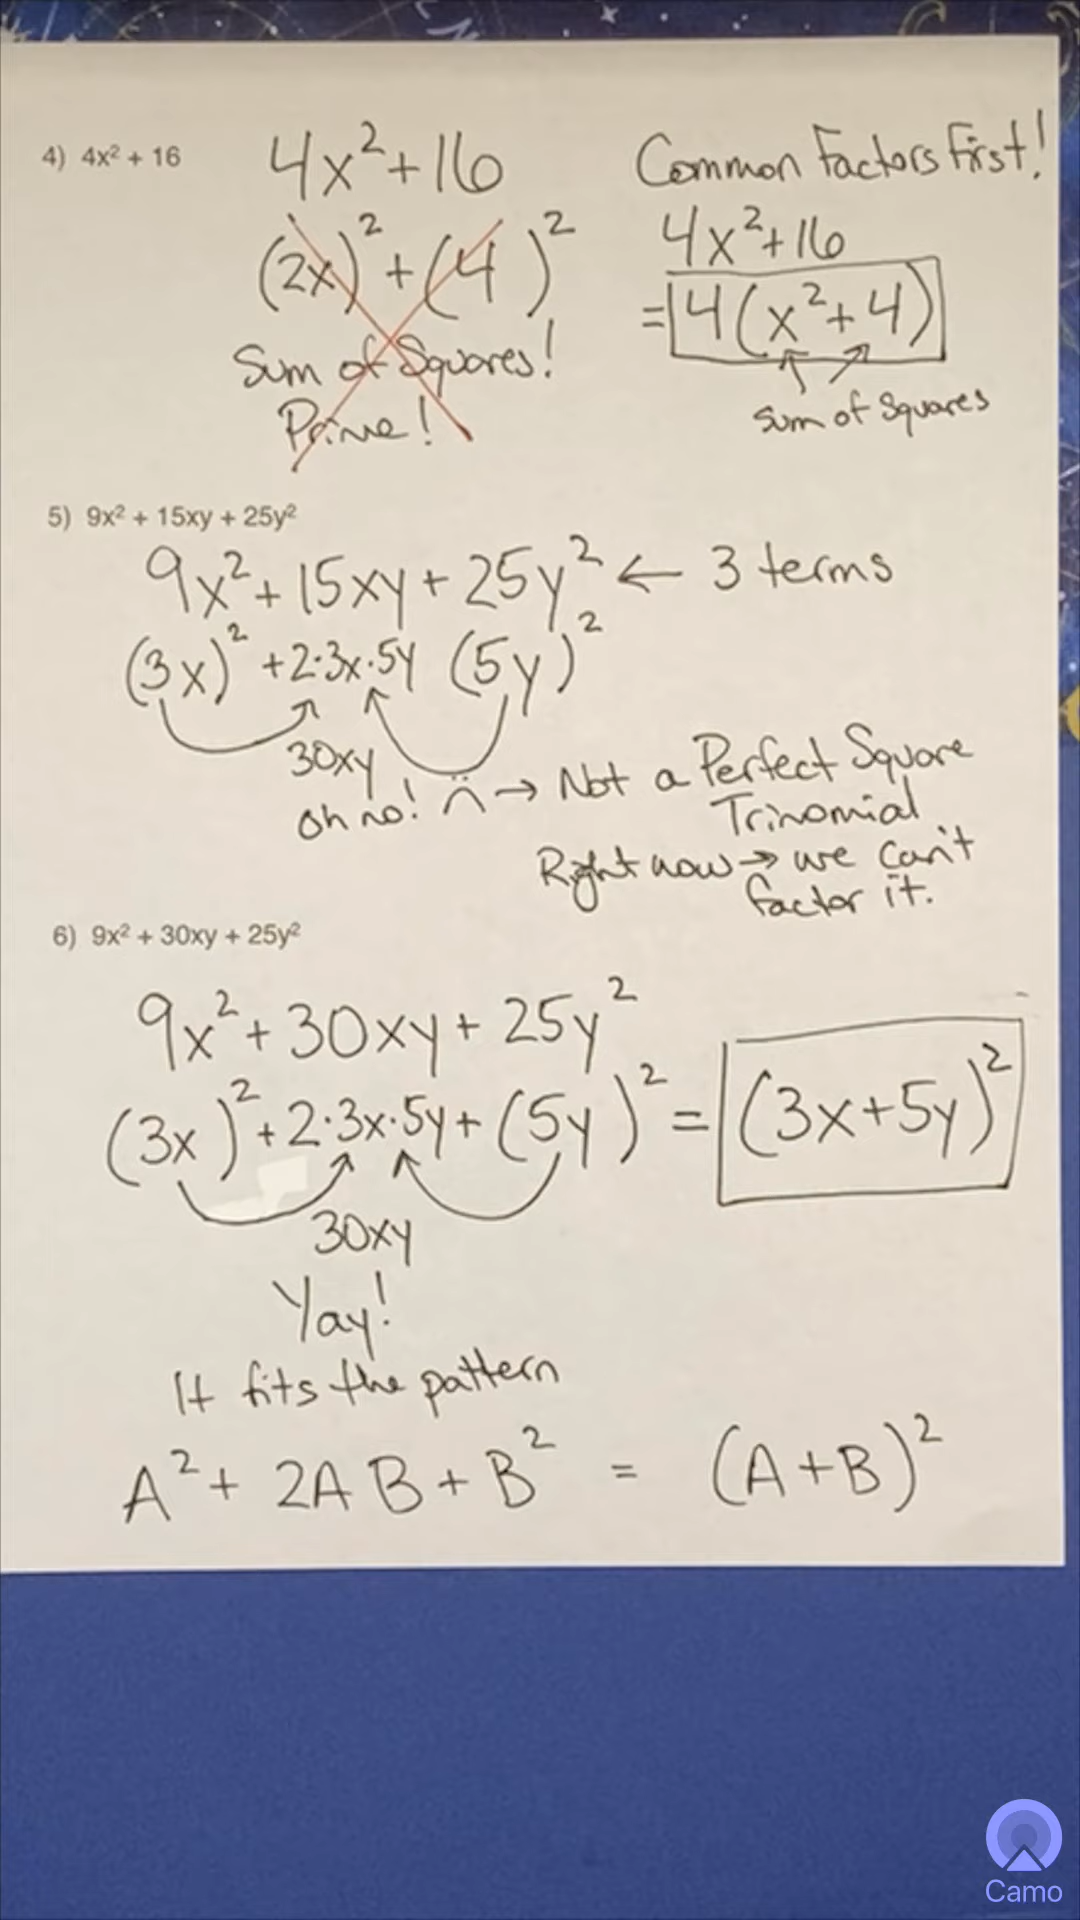 4) 4x² + 16
4x² + 16
(2x)² + (4)²
Sum of Squares!
Prime!
Common Factors First!
4x² + 16
= 4(x² + 4)
sum of squares
5) 9x² + 15xy + 25y²
9x² + 15xy + 25y² ← 3 terms
(3x)² + 2·3x·5y (5y)²
30xy
oh no! ☹ → Not a Perfect Square
Trinomial
Right now → we can't
factor it.
6) 9x² + 30xy + 25y²
9x² + 30xy + 25y²
(3x)² + 2·3x·5y + (5y)² = (3x+5y)²
30xy
Yay!
It fits the pattern
A² + 2AB + B² = (A+B)²
Camo